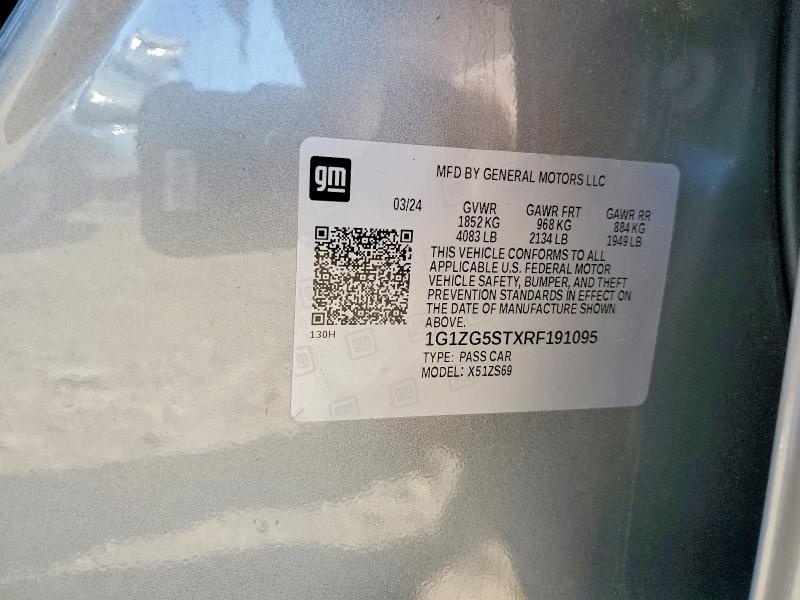 gm
MFD BY GENERAL MOTORS LLC
03/24
GVWR GAWR FRT GAWR RR
1852 KG 968 KG 884 KG
4083 LB 2134 LB 1949 LB
THIS VEHICLE CONFORMS TO ALL
APPLICABLE U.S. FEDERAL MOTOR
VEHICLE SAFETY, BUMPER, AND THEFT
PREVENTION STANDARDS IN EFFECT ON
THE DATE OF MANUFACTURE SHOWN
ABOVE.
130H
1G1ZG5STXRF191095
TYPE: PASS CAR
MODEL: X51ZS69